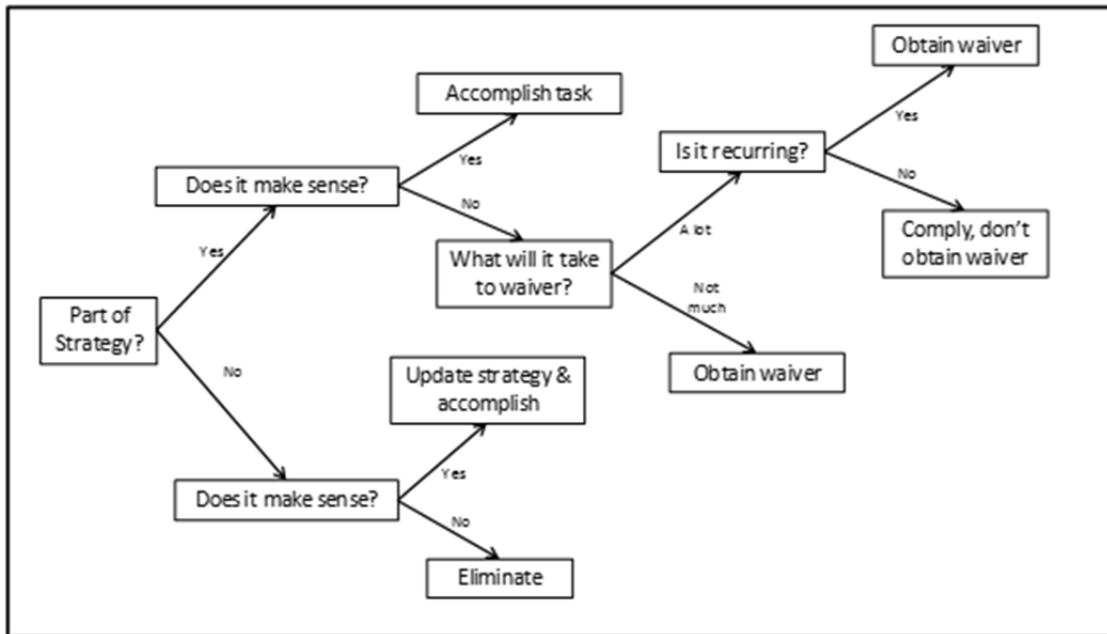 Obtain waiver
Accomplish task
Yes
Is it recurring?
Yes
Does it make sense?
No
No
A lot
Comply, don't
obtain waiver
Yes
What will it take
to waiver?
Not
much
Part of
Strategy?
No
Update strategy &
accomplish
Obtain waiver
Yes
Does it make sense?
No
Eliminate